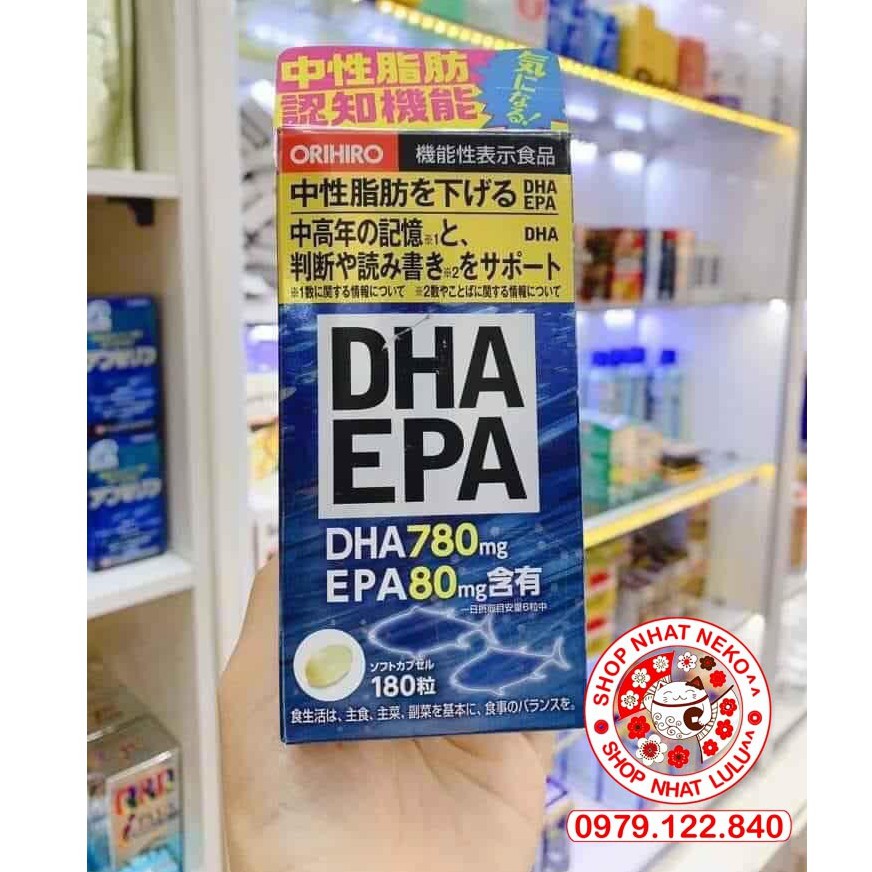 中性脂肪
認知機能
気になる!
ORIHIRO 機能性表示食品
中性脂肪を下げる DHA EPA
中高年の記憶※1と、 DHA
判断や読み書き※2をサポート
※1数に関する情報について ※2数やことばに関する情報について
DHA
EPA
DHA780mg
EPA80mg含有
一日摂取目安量6粒中
ソフトカプセル
180粒
食生活は、主食、主菜、副菜を基本に、食事のバランスを。
SHOP NHAT NEKO^^
SHOP NHAT LULU^^
0979.122.840